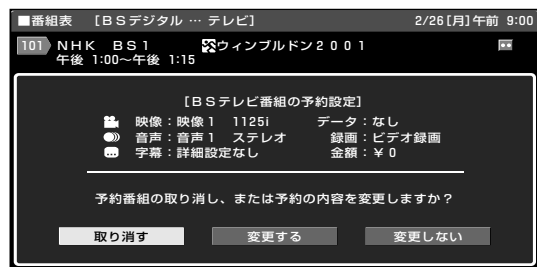 ■番組表 [BSデジタル … テレビ] 2/26[月]午前 9:00
101 NHK BS1 ウィンブルドン2001
午後 1:00~午後 1:15
[BSテレビ番組の予約設定]
映像:映像1 1125i データ:なし
音声:音声1 ステレオ 録画:ビデオ録画
字幕:詳細設定なし 金額:¥0
予約番組の取り消し、または予約の内容を変更しますか?
取り消す 変更する 変更しない